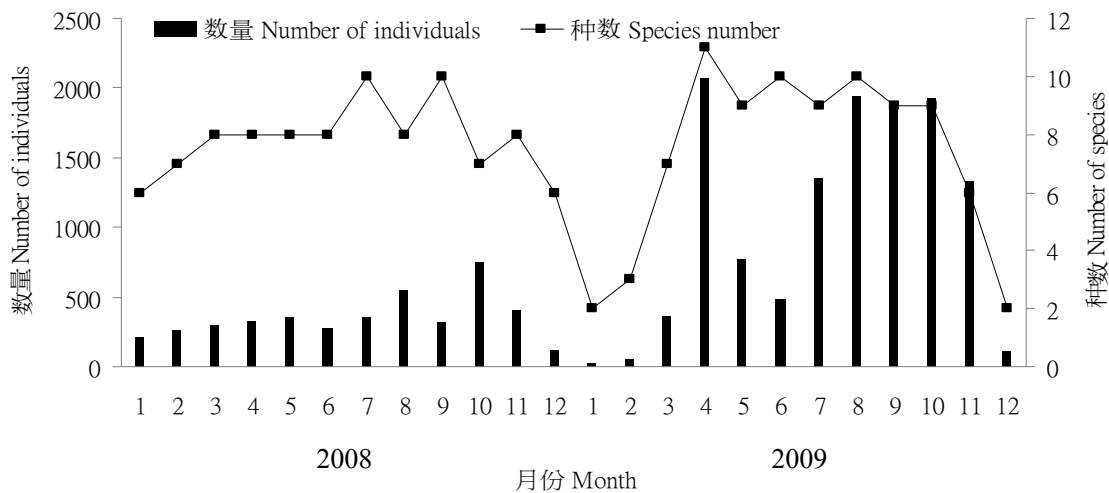 数量 Number of individuals
种数 Species number
数量 Number of individuals
2500
2000
1500
1000
500
0
12
10
8
6
4
2
0
种数 Number of species
1 2 3 4 5 6 7 8 9 10 11 12 1 2 3 4 5 6 7 8 9 10 11 12
2008 2009
月份 Month